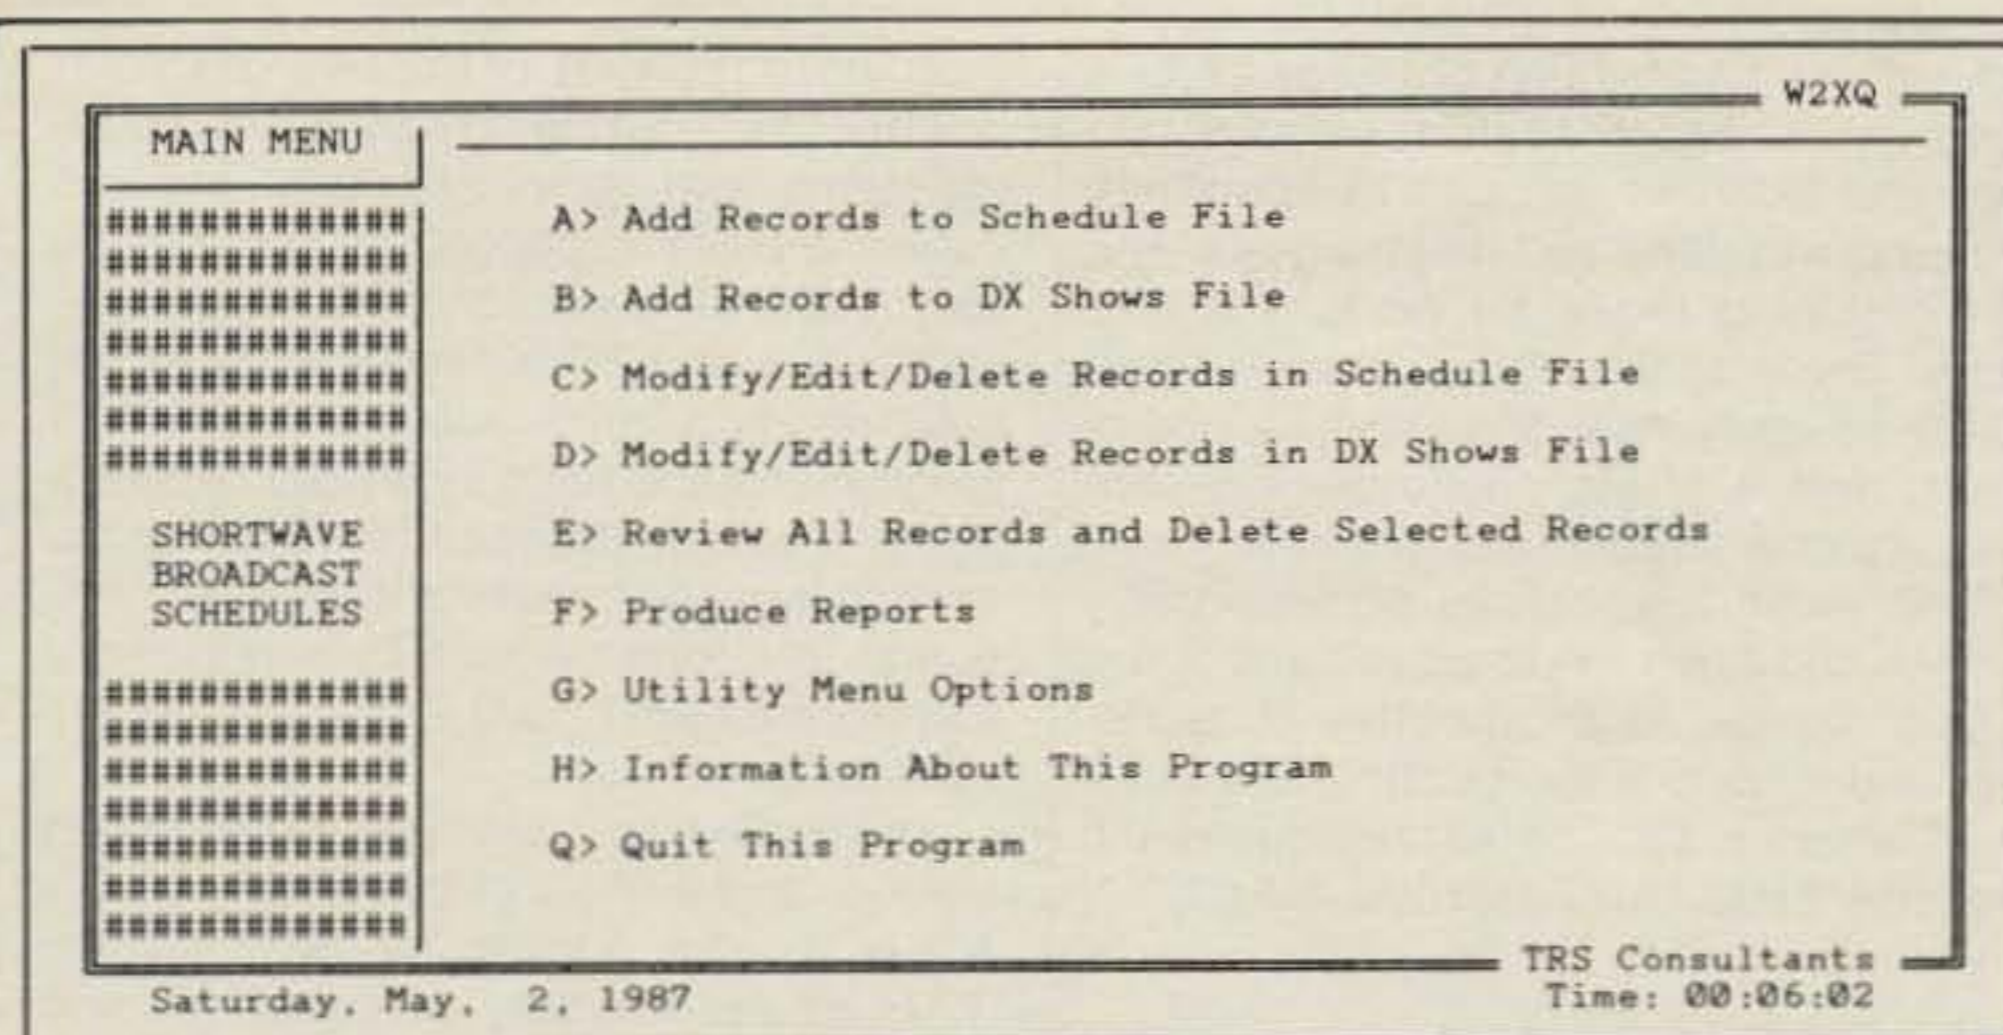 W2XQ
MAIN MENU
#############
#############
#############
#############
#############
#############
#############
SHORTWAVE
BROADCAST
SCHEDULES
#############
#############
#############
#############
#############
#############
#############
A> Add Records to Schedule File
B> Add Records to DX Shows File
C> Modify/Edit/Delete Records in Schedule File
D> Modify/Edit/Delete Records in DX Shows File
E> Review All Records and Delete Selected Records
F> Produce Reports
G> Utility Menu Options
H> Information About This Program
Q> Quit This Program
TRS Consultants
Saturday, May, 2, 1987
Time: 00:06:02